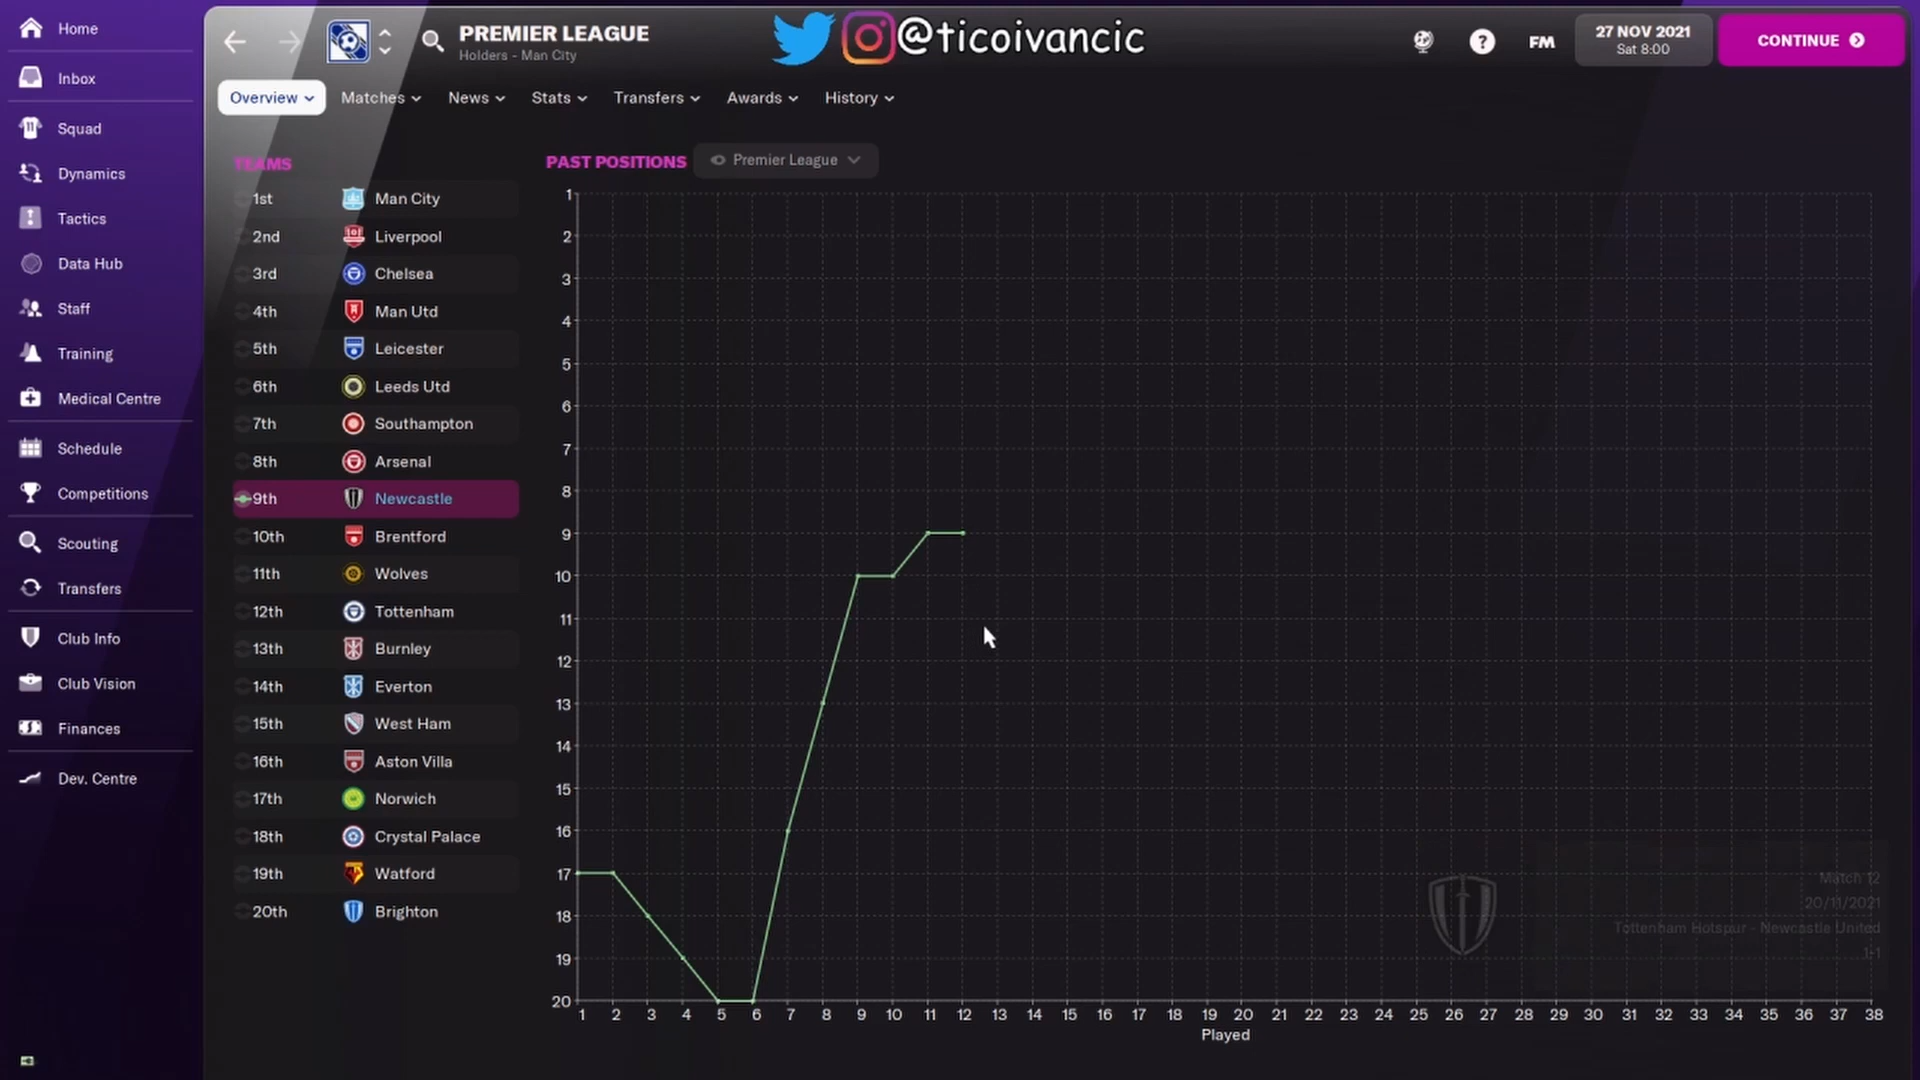 Home
Inbox
Squad
Dynamics
Tactics
Data Hub
Staff
Training
Medical Centre
Schedule
Competitions
Scouting
Transfers
Club Info
Club Vision
Finances
Dev. Centre
PREMIER LEAGUE
Holders - Man City
@ticoivancic
? FM
27 NOV 2021
Sat 8:00
CONTINUE
Overview Matches News Stats Transfers Awards History
TEAMS
1st Man City
2nd Liverpool
3rd Chelsea
4th Man Utd
5th Leicester
6th Leeds Utd
7th Southampton
8th Arsenal
9th Newcastle
10th Brentford
11th Wolves
12th Tottenham
13th Burnley
14th Everton
15th West Ham
16th Aston Villa
17th Norwich
18th Crystal Palace
19th Watford
20th Brighton
PAST POSITIONS Premier League
1
2
3
4
5
6
7
8
9
10
11
12
13
14
15
16
17
18
19
20
1 2 3 4 5 6 7 8 9 10 11 12 13 14 15 16 17 18 19 20 21 22 23 24 25 26 27 28 29 30 31 32 33 34 35 36 37 38
Played
Match 12
20/11/2021
Tottenham Hotspur - Newcastle United
1-1